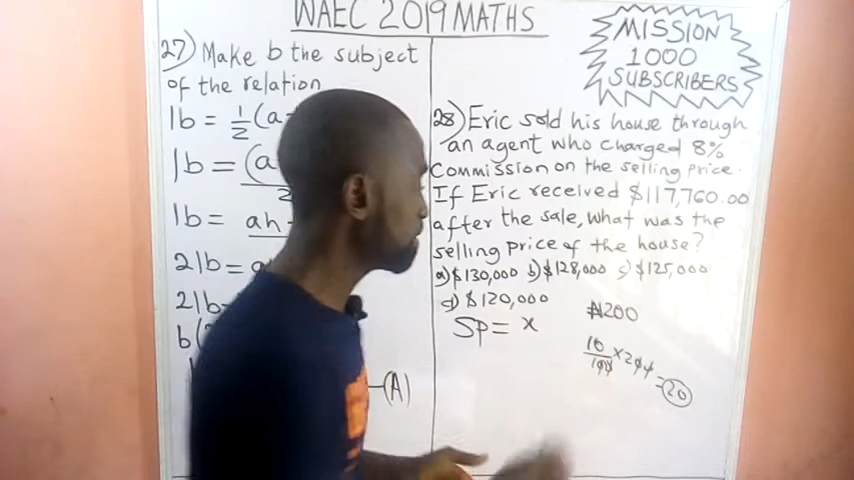 WAEC 2019 MATHS
MISSION
1000
SUBSCRIBERS
27) Make b the subject
of the relation
lb = 1/2 (a
lb = (a
2
lb = ah
2lb = a
2lb
b(
(A)
28) Eric sold his house through
an agent who charged 8%
Commission on the selling price.
If Eric received $117,760.00
after the sale, what was the
selling price of the house?
a) $130,000 b) $128,000 c) $125,000
d) $120,000
SP = x
₦200
10/100 × 200 = 20